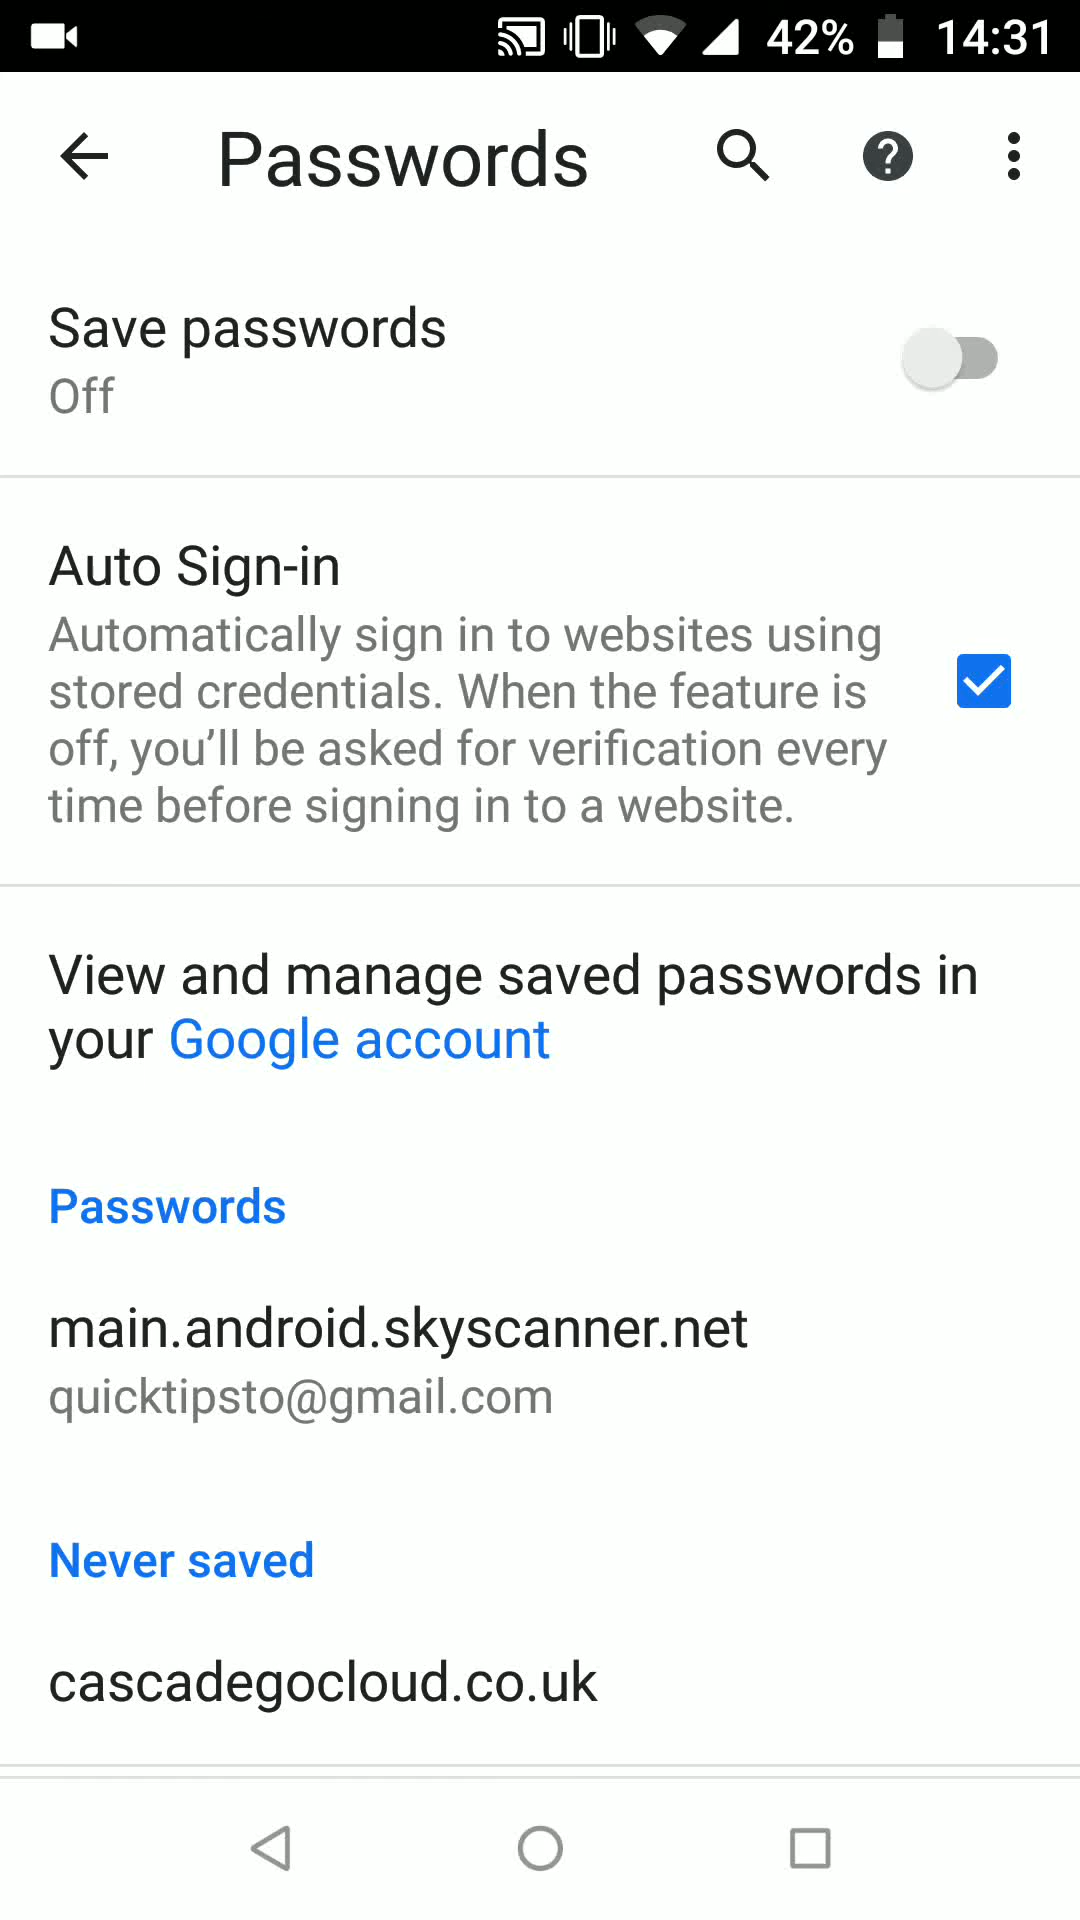 42% 14:31
Passwords
Save passwords
Off
Auto Sign-in
Automatically sign in to websites using
stored credentials. When the feature is
off, you’ll be asked for verification every
time before signing in to a website.
View and manage saved passwords in
your Google account
Passwords
main.android.skyscanner.net
quicktipsto@gmail.com
Never saved
cascadegocloud.co.uk